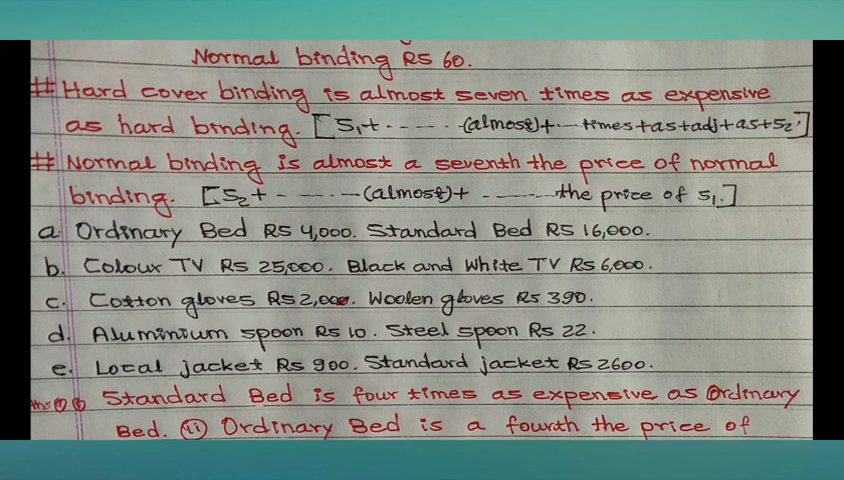 Normal binding Rs 60.
# Hard cover binding is almost seven times as expensive
as hard binding. [S₁+ ....... (almost)+ ... times+as+adj+as+S₂.]
# Normal binding is almost a seventh the price of normal
binding. [S₂+ ........ (almost)+ ........ the price of S₁.]
a. Ordinary Bed Rs 4,000. Standard Bed Rs 16,000.
b. Colour TV Rs 25,000. Black and White TV Rs 6,000.
c. Cotton gloves Rs 2,000. Woolen gloves Rs 390.
d. Aluminium spoon Rs 10. Steel spoon Rs 22.
e. Local jacket Rs 900. Standard jacket Rs 2600.
Standard Bed is four times as expensive as Ordinary
Bed. (ii) Ordinary Bed is a fourth the price of